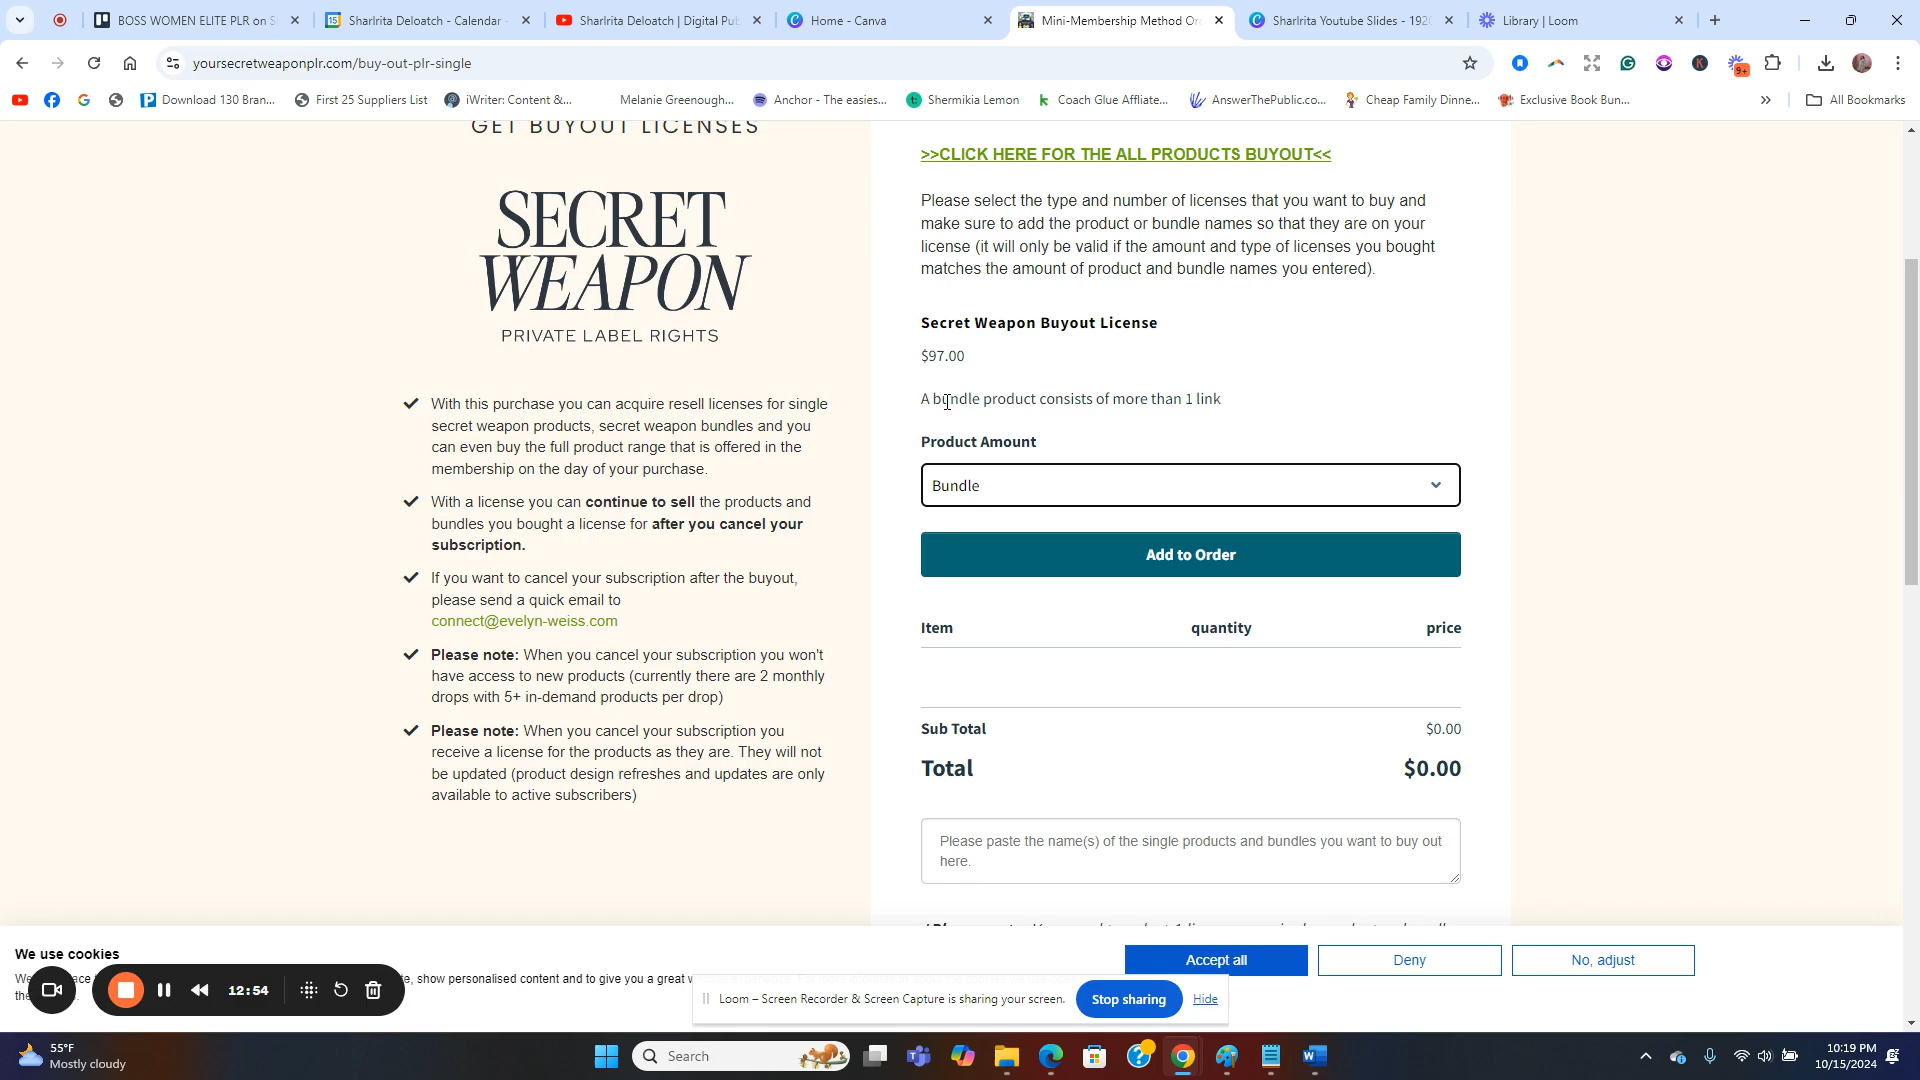 BOSS WOMEN ELITE PLR on S
Sharlrita Deloatch - Calendar -
Sharlrita Deloatch | Digital Pub
Home - Canva
Mini-Membership Method Or
Sharlrita Youtube Slides - 192
Library | Loom
yoursecretweaponplr.com/buy-out-plr-single
9+
Download 130 Bran...
First 25 Suppliers List
iWriter: Content &...
Melanie Greenough...
Anchor - The easies...
Shermikia Lemon
Coach Glue Affliate...
AnswerThePublic.co...
Cheap Family Dinne...
Exclusive Book Bun...
All Bookmarks
GET BUYOUT LICENSES
SECRET
WEAPON
PRIVATE LABEL RIGHTS
With this purchase you can acquire resell licenses for single
secret weapon products, secret weapon bundles and you
can even buy the full product range that is offered in the
membership on the day of your purchase.
With a license you can continue to sell the products and
bundles you bought a license for after you cancel your
subscription.
If you want to cancel your subscription after the buyout,
please send a quick email to
connect@evelyn-weiss.com
Please note: When you cancel your subscription you won't
have access to new products (currently there are 2 monthly
drops with 5+ in-demand products per drop)
Please note: When you cancel your subscription you
receive a license for the products as they are. They will not
be updated (product design refreshes and updates are only
available to active subscribers)
>>CLICK HERE FOR THE ALL PRODUCTS BUYOUT<<
Please select the type and number of licenses that you want to buy and
make sure to add the product or bundle names so that they are on your
license (it will only be valid if the amount and type of licenses you bought
matches the amount of product and bundle names you entered).
Secret Weapon Buyout License
$97.00
A bundle product consists of more than 1 link
Product Amount
Bundle
Add to Order
Item quantity price
Sub Total $0.00
Total $0.00
Please paste the name(s) of the single products and bundles you want to buy out
here.
We use cookies
e, show personalised content and to give you a great w
Accept all
Deny
No, adjust
12:54
Loom – Screen Recorder & Screen Capture is sharing your screen.
Stop sharing
Hide
55°F
Mostly cloudy
Search
10:19 PM
10/15/2024